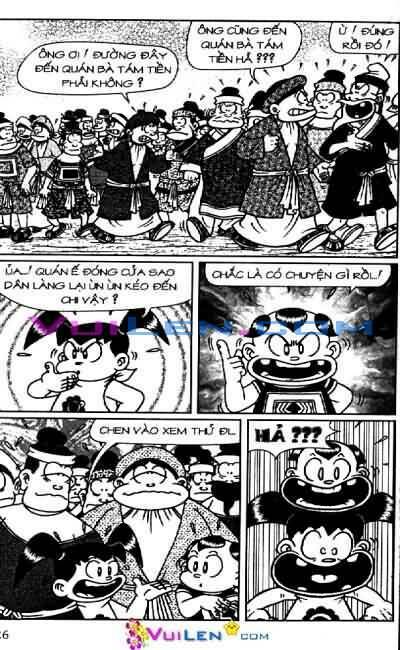 ÔNG ƠI! ĐƯỜNG ĐÂY
ĐẾN QUÁN BÀ TÁM TIỀN
PHẢI KHÔNG?
ÔNG CŨNG ĐẾN
QUÁN BÀ TÁM
TIỀN HẢ???
Ừ! ĐÚNG
RỒI ĐÓ!
ỦA..! QUÁN Ế ĐÓNG CỬA SAO
DÂN LÀNG LẠI ÙN ÙN KÉO ĐẾN
CHI VẬY?
CHẮC LÀ CÓ CHUYỆN GÌ RỒI..!
VUILEN.COM
CHEN VÀO XEM THỬ ĐI..
HẢ???
26
VUILEN.COM